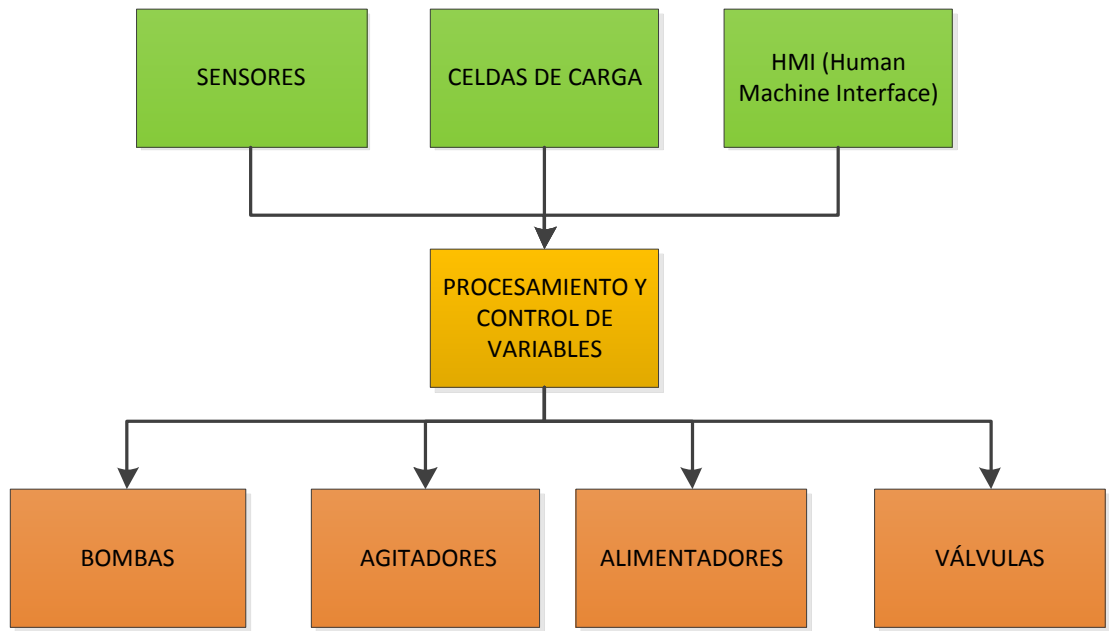 SENSORES
CELDAS DE CARGA
HMI (Human
Machine Interface)
PROCESAMIENTO Y
CONTROL DE
VARIABLES
BOMBAS
AGITADORES
ALIMENTADORES
VÁLVULAS